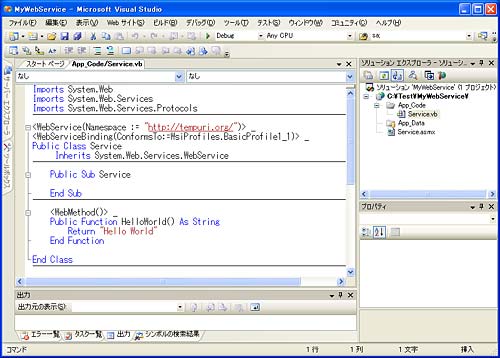 MyWebService - Microsoft Visual Studio
ファイル(F) 編集(E) 表示(V) Web サイト(S) ビルド(B) デバッグ(D) ツール(T) テスト(S) ウィンドウ(W) コミュニティ(C) ヘルプ(H)
Debug Any CPU
スタート ページ App_Code/Service.vb
なし なし
Imports System.Web
Imports System.Web.Services
Imports System.Web.Services.Protocols
<WebService(Namespace := "http://tempuri.org/")> _
<WebServiceBinding(ConformsTo:=WsiProfiles.BasicProfile1_1)> _
Public Class Service
Inherits System.Web.Services.WebService
Public Sub Service
End Sub
<WebMethod()> _
Public Function HelloWorld() As String
Return "Hello World"
End Function
End Class
サーバー エクスプローラ
ツールボックス
ソリューション エクスプローラ - ソリューショ...
ソリューション 'MyWebService' (1 プロジェクト)
C:\Test\MyWebService\
App_Code
Service.vb
App_Data
Service.asmx
プロパティ
出力
出力元の表示(S):
エラー一覧 タスク一覧 出力 シンボルの検索結果
コマンド 1 行 1 列 1 文字 挿入